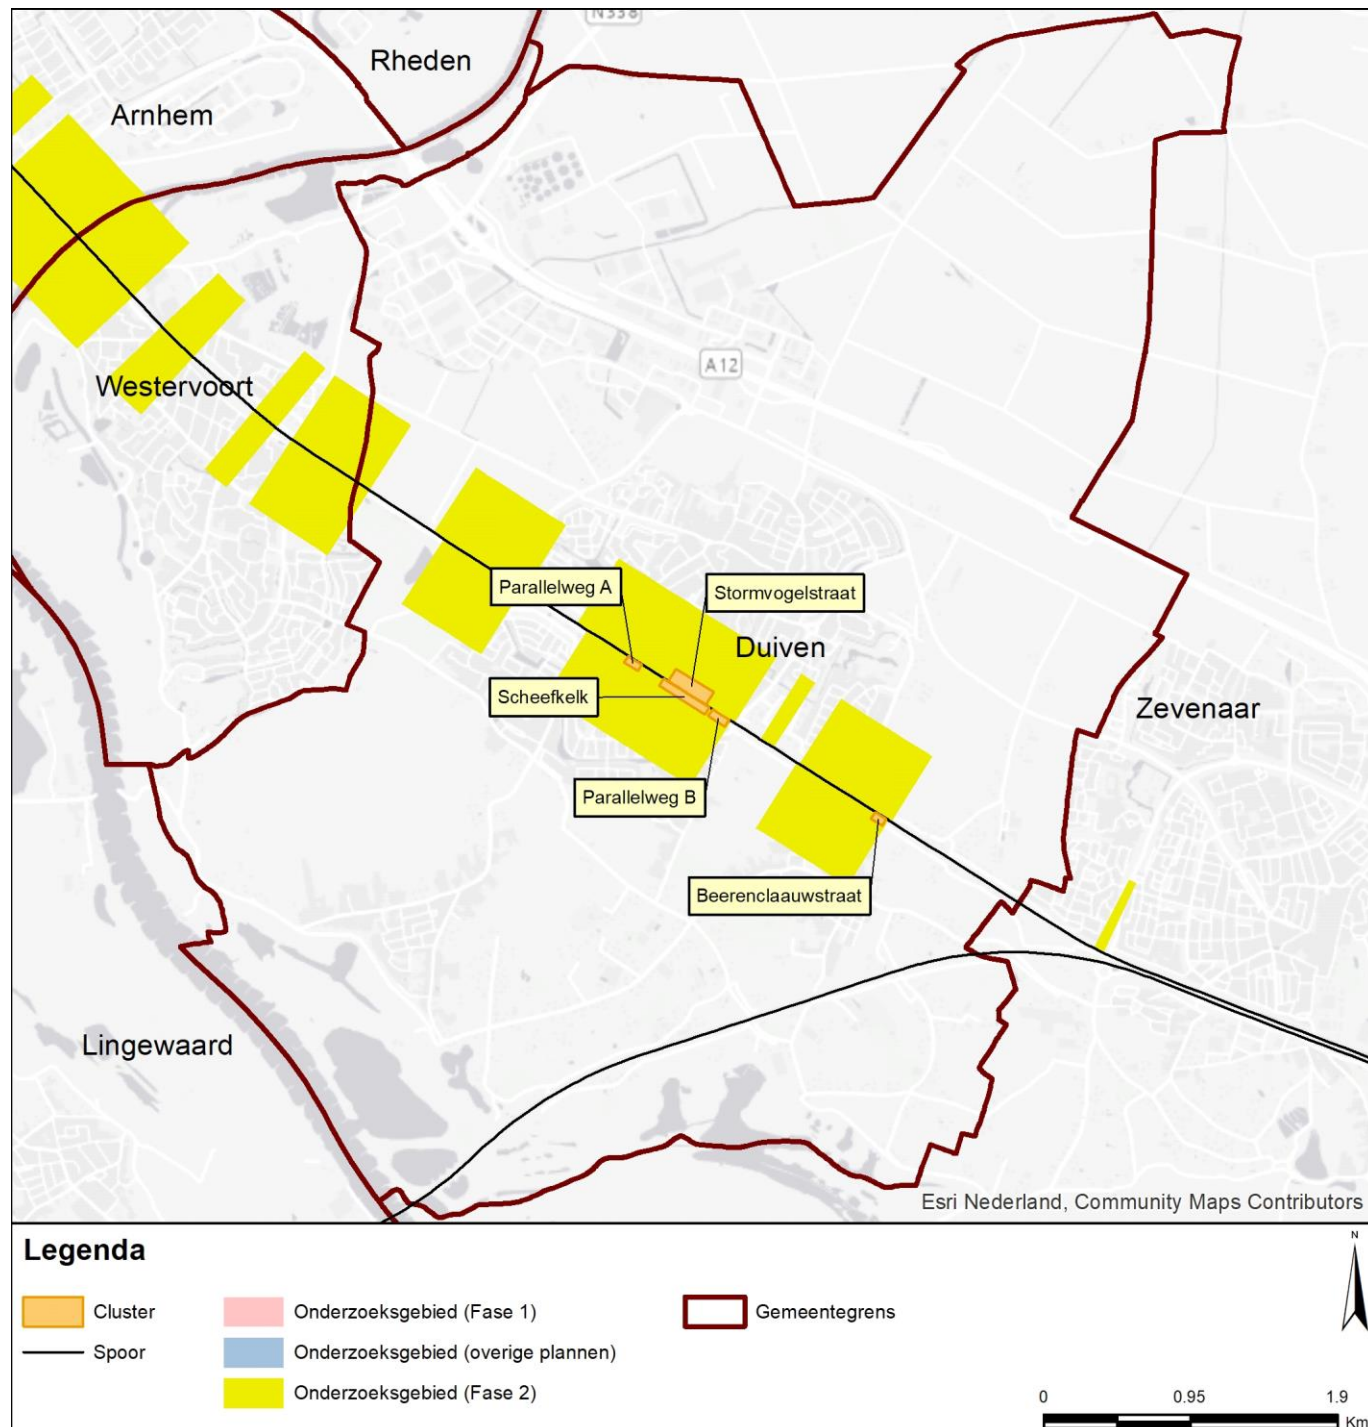 N338
Rheden
Arnhem
A12
Westervoort
Parallelweg A
Stormvogelstraat
Duiven
Scheefkelk
Zevenaar
Parallelweg B
Beerenclaauwstraat
Lingewaard
Esri Nederland, Community Maps Contributors
Legenda
N
Cluster
Onderzoeksgebied (Fase 1)
Gemeentegrens
Spoor
Onderzoeksgebied (overige plannen)
Onderzoeksgebied (Fase 2)
0 0.95 1.9
Km